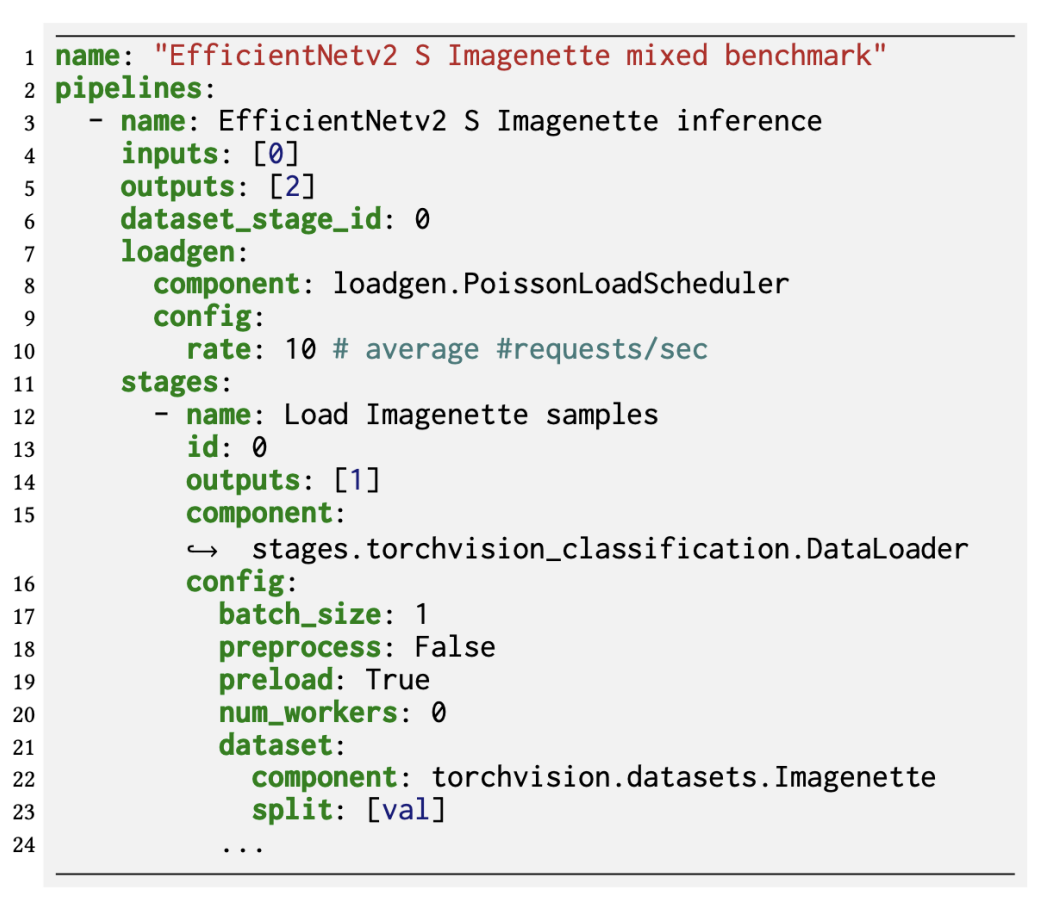 1 name: "EfficientNetv2 S Imagenette mixed benchmark"
2 pipelines:
3   - name: EfficientNetv2 S Imagenette inference
4     inputs: [0]
5     outputs: [2]
6     dataset_stage_id: 0
7     loadgen:
8       component: loadgen.PoissonLoadScheduler
9       config:
10         rate: 10 # average #requests/sec
11     stages:
12       - name: Load Imagenette samples
13         id: 0
14         outputs: [1]
15         component:
         ↪ stages.torchvision_classification.DataLoader
16         config:
17           batch_size: 1
18           preprocess: False
19           preload: True
20           num_workers: 0
21           dataset:
22             component: torchvision.datasets.Imagenette
23             split: [val]
24           ...